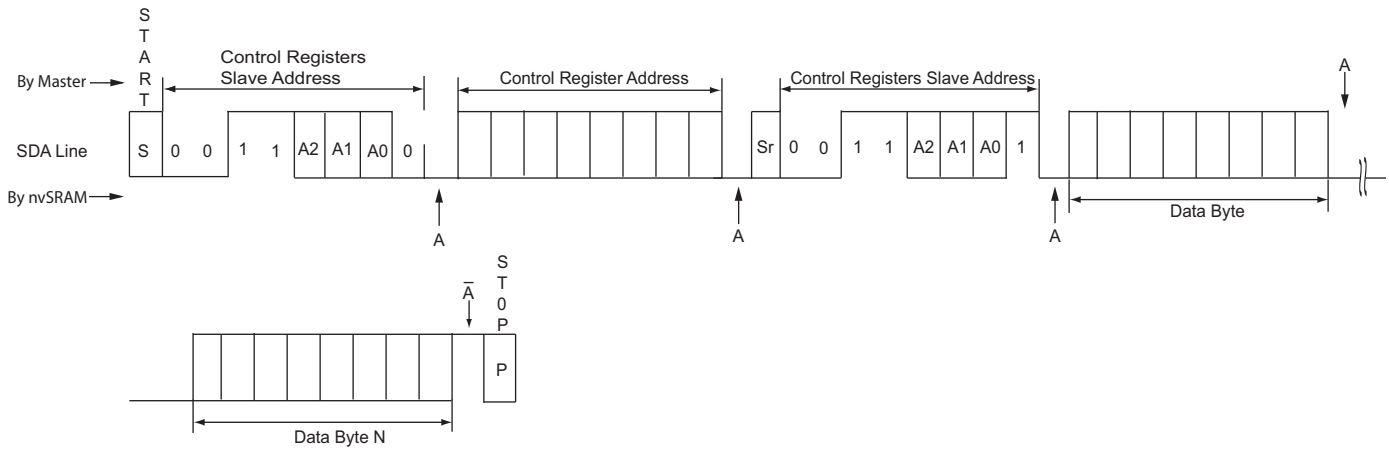 START
Control Registers
Slave Address
By Master
Control Register Address
Control Registers Slave Address
A
SDA Line
S 0 0 1 1 A2 A1 A0 0
Sr 0 0 1 1 A2 A1 A0 1
By nvSRAM
A
A
A
Data Byte
ST0P
Ā
P
Data Byte N